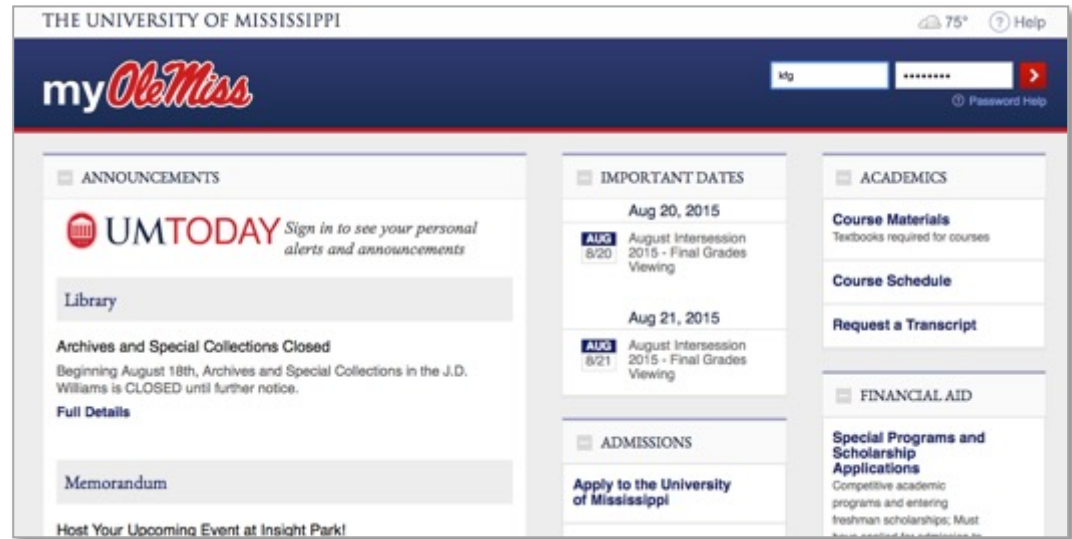 THE UNIVERSITY OF MISSISSIPPI
75° ? Help
my Ole Miss
kfg ••••••••
? Password Help
ANNOUNCEMENTS
UMTODAY Sign in to see your personal
alerts and announcements
Library
Archives and Special Collections Closed
Beginning August 18th, Archives and Special Collections in the J.D.
Williams is CLOSED until further notice.
Full Details
Memorandum
Host Your Upcoming Event at Insight Park!
IMPORTANT DATES
Aug 20, 2015
AUG
8/20
August Intersession
2015 - Final Grades
Viewing
Aug 21, 2015
AUG
8/21
August Intersession
2015 - Final Grades
Viewing
ADMISSIONS
Apply to the University
of Mississippi
ACADEMICS
Course Materials
Textbooks required for courses
Course Schedule
Request a Transcript
FINANCIAL AID
Special Programs and
Scholarship
Applications
Competitive academic
programs and entering
freshman scholarships; Must
have applied for admission to